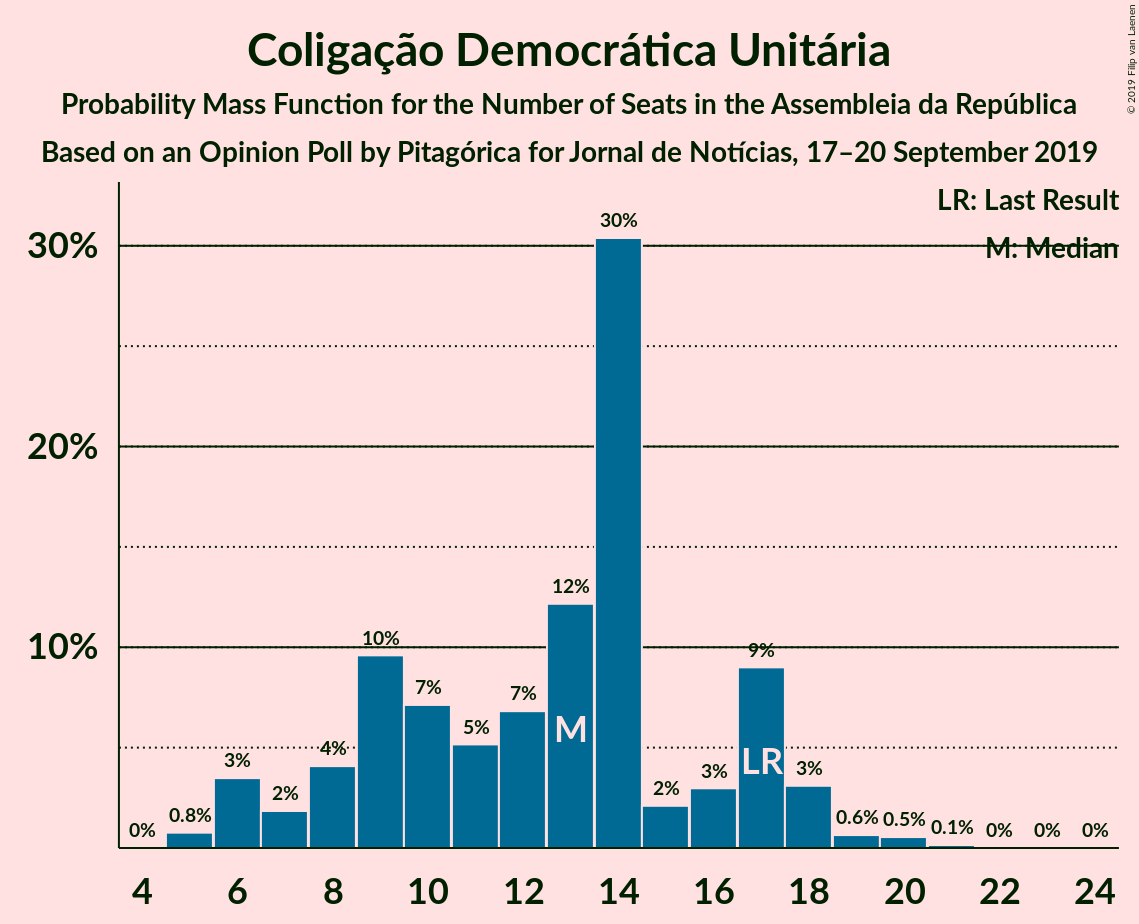 Coligação Democrática Unitária
Probability Mass Function for the Number of Seats in the Assembleia da República
Based on an Opinion Poll by Pitagórica for Jornal de Notícias, 17–20 September 2019
© 2019 Filip van Laenen
LR: Last Result
M: Median
30%
20%
10%
0%
0.8%
3%
2%
4%
10%
7%
5%
7%
12%
30%
2%
3%
9%
3%
0.6%
0.5%
0.1%
0%
0%
0%
M
LR
4 6 8 10 12 14 16 18 20 22 24